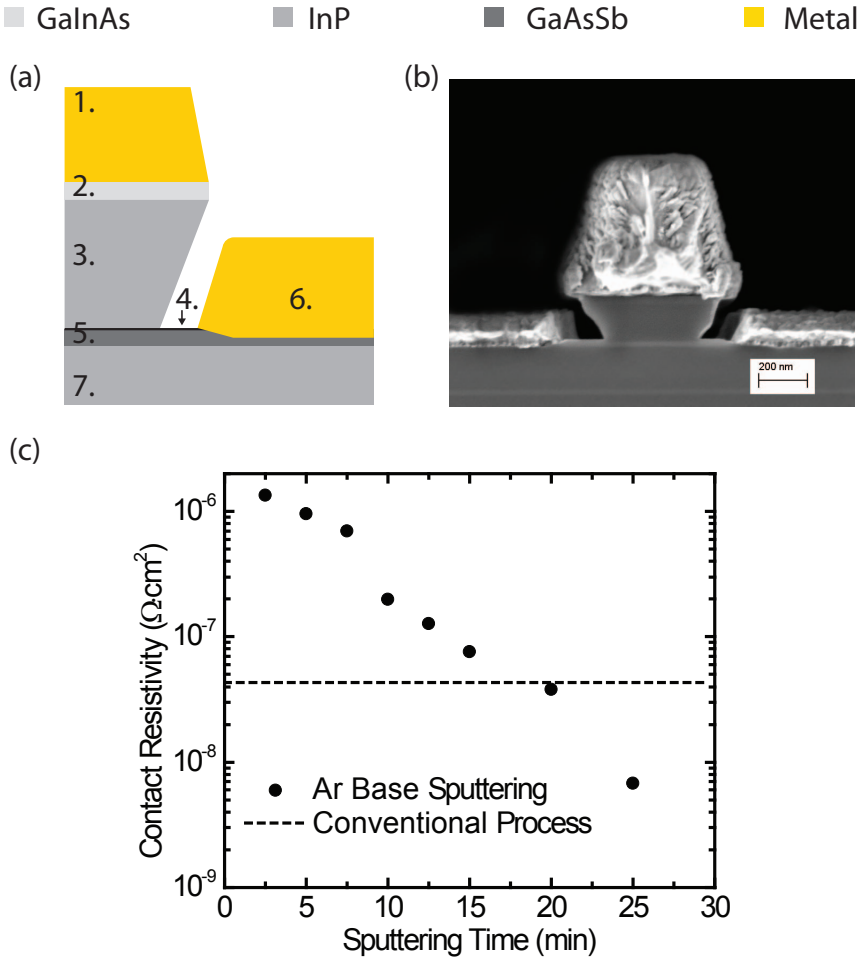 GaInAs InP GaAsSb Metal
(a) (b)
1.
2.
3.
4.
5.
6.
7.
200 nm
(c)
Contact Resistivity (Ω·cm²)
10⁻⁶
10⁻⁷
10⁻⁸
10⁻⁹
Ar Base Sputtering
Conventional Process
0 5 10 15 20 25 30
Sputtering Time (min)